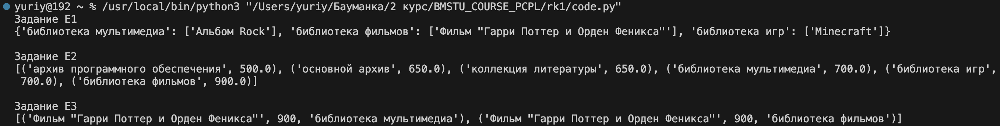 yuriy@192 ~ % /usr/local/bin/python3 "/Users/yuriy/Бауманка/2 курс/BMSTU_COURSE_PCPL/rk1/code.py"
Задание Е1
{'библиотека мультимедиа': ['Альбом Rock'], 'библиотека фильмов': ['Фильм "Гарри Поттер и Орден Феникса"'], 'библиотека игр': ['Minecraft']}
Задание Е2
[('архив программного обеспечения', 500.0), ('основной архив', 650.0), ('коллекция литературы', 650.0), ('библиотека мультимедиа', 700.0), ('библиотека игр',
700.0), ('библиотека фильмов', 900.0)]
Задание Е3
[('Фильм "Гарри Поттер и Орден Феникса"', 900, 'библиотека мультимедиа'), ('Фильм "Гарри Поттер и Орден Феникса"', 900, 'библиотека фильмов')]